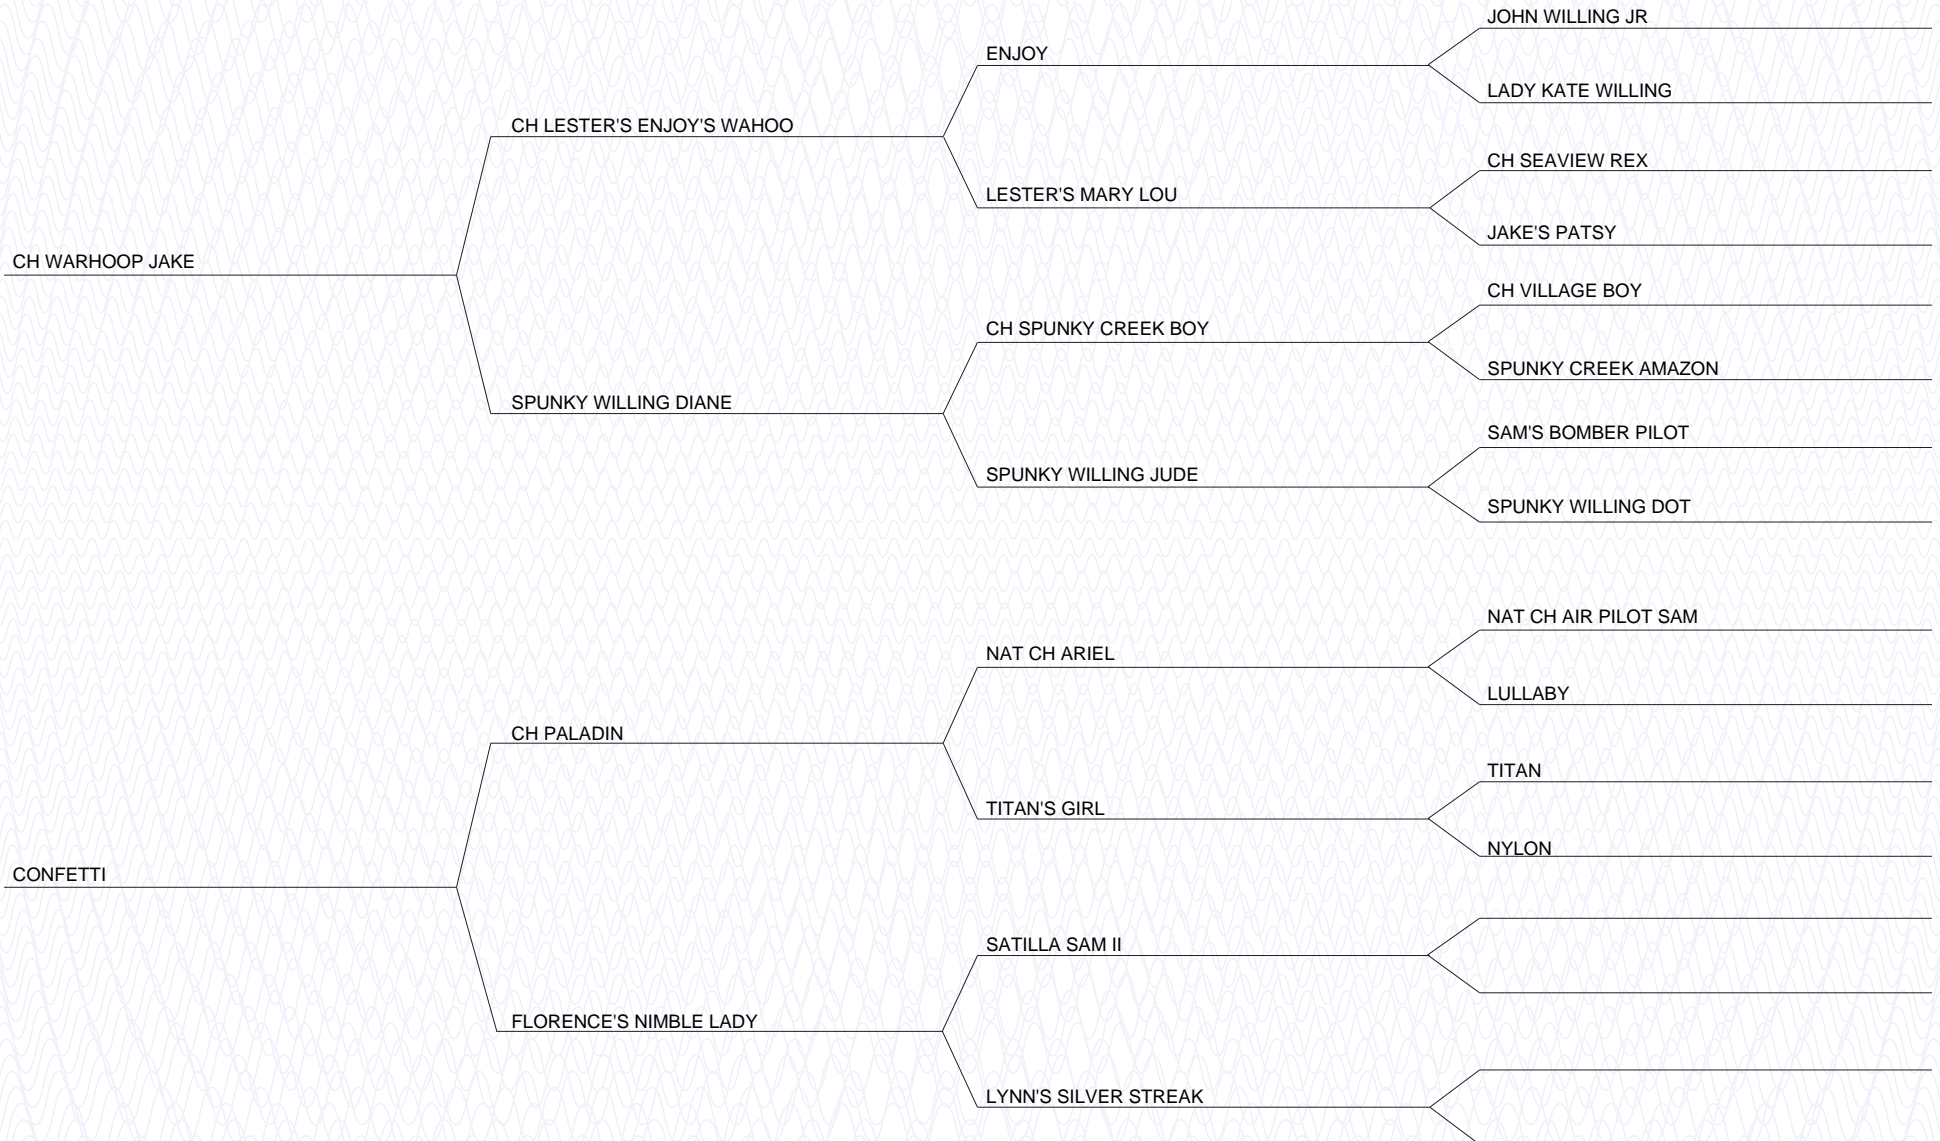 JOHN WILLING JR
ENJOY
LADY KATE WILLING
CH LESTER'S ENJOY'S WAHOO
CH SEAVIEW REX
LESTER'S MARY LOU
JAKE'S PATSY
CH WARHOOP JAKE
CH VILLAGE BOY
CH SPUNKY CREEK BOY
SPUNKY CREEK AMAZON
SPUNKY WILLING DIANE
SAM'S BOMBER PILOT
SPUNKY WILLING JUDE
SPUNKY WILLING DOT
NAT CH AIR PILOT SAM
NAT CH ARIEL
LULLABY
CH PALADIN
TITAN
TITAN'S GIRL
NYLON
CONFETTI
SATILLA SAM II
FLORENCE'S NIMBLE LADY
LYNN'S SILVER STREAK